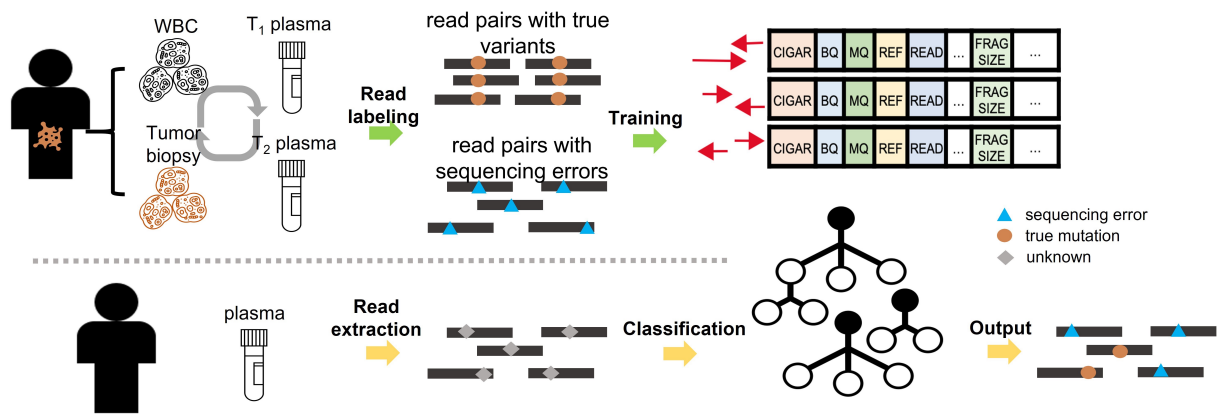 WBC
T1 plasma
Tumor
biopsy
T2 plasma
Read
labeling
read pairs with true
variants
read pairs with
sequencing errors
Training
CIGAR BQ MQ REF READ ... FRAG SIZE ...
CIGAR BQ MQ REF READ ... FRAG SIZE ...
CIGAR BQ MQ REF READ ... FRAG SIZE ...
sequencing error
true mutation
unknown
plasma
Read
extraction
Classification
Output